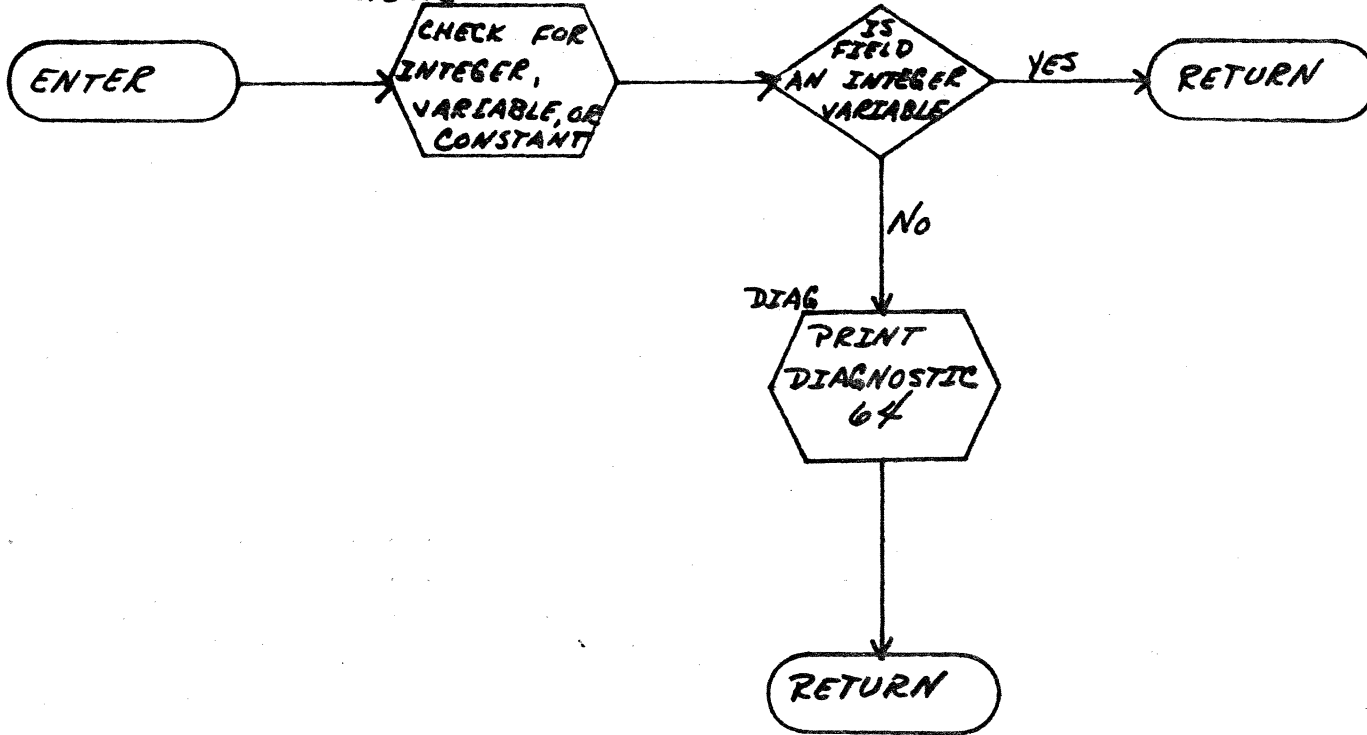 ENTER
CHECK FOR
INTEGER,
VARIABLE, OR
CONSTANT
IS
FIELD
AN INTEGER
VARIABLE
YES
RETURN
NO
DIAG
PRINT
DIAGNOSTIC
64
RETURN